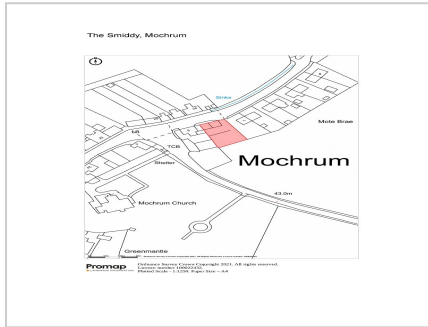 The Smiddy, Mochrum
Sinks
Mote Brae
LB
TCB
Shelter
Mochrum
43.0m
Mochrum Church
Greenmantle
Promap
Ordnance Survey Crown Copyright 2021. All rights reserved.
Licence number 100022432.
Plotted Scale - 1:1250. Paper Size - A4